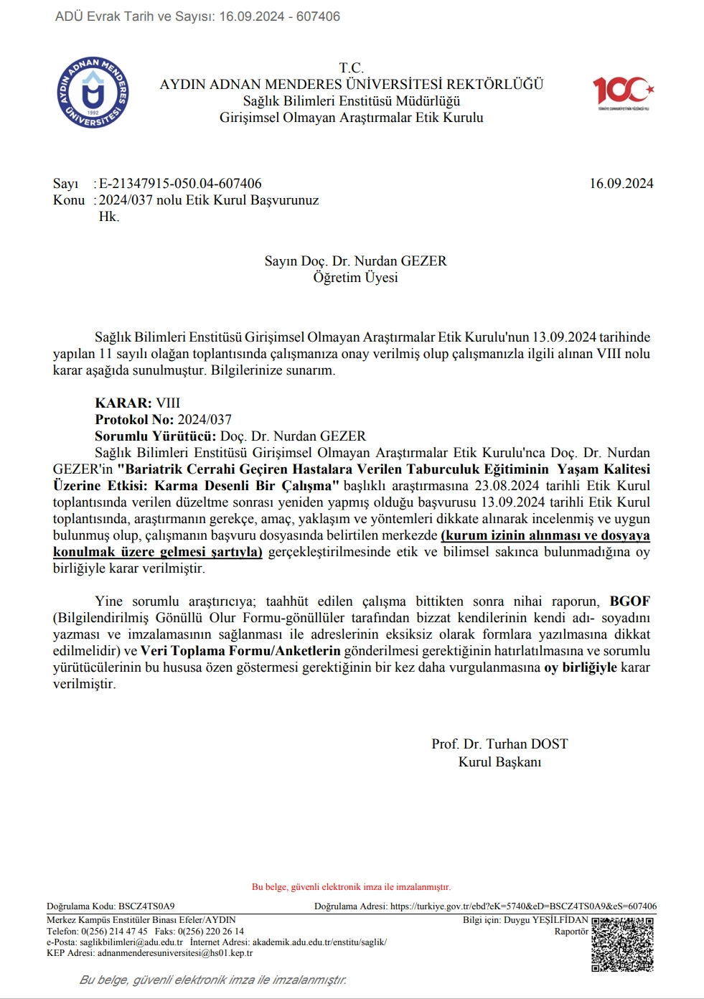 ADÜ Evrak Tarih ve Sayısı: 16.09.2024 - 607406
AYDIN ADNAN MENDERES ÜNİVERSİTESİ
1992
T.C.
AYDIN ADNAN MENDERES ÜNİVERSİTESİ REKTÖRLÜĞÜ
Sağlık Bilimleri Enstitüsü Müdürlüğü
Girişimsel Olmayan Araştırmalar Etik Kurulu
100
TÜRKİYE CUMHURİYETİ'NİN YÜZÜNCÜ YILI
Sayı : E-21347915-050.04-607406 16.09.2024
Konu : 2024/037 nolu Etik Kurul Başvurunuz
Hk.
Sayın Doç. Dr. Nurdan GEZER
Öğretim Üyesi
Sağlık Bilimleri Enstitüsü Girişimsel Olmayan Araştırmalar Etik Kurulu'nun 13.09.2024 tarihinde
yapılan 11 sayılı olağan toplantısında çalışmanıza onay verilmiş olup çalışmanızla ilgili alınan VIII nolu
karar aşağıda sunulmuştur. Bilgilerinize sunarım.
KARAR: VIII
Protokol No: 2024/037
Sorumlu Yürütücü: Doç. Dr. Nurdan GEZER
Sağlık Bilimleri Enstitüsü Girişimsel Olmayan Araştırmalar Etik Kurulu'nca Doç. Dr. Nurdan
GEZER'in "Bariatrik Cerrahi Geçiren Hastalara Verilen Taburculuk Eğitiminin Yaşam Kalitesi
Üzerine Etkisi: Karma Desenli Bir Çalışma" başlıklı araştırmasına 23.08.2024 tarihli Etik Kurul
toplantısında verilen düzeltme sonrası yeniden yapmış olduğu başvurusu 13.09.2024 tarihli Etik Kurul
toplantısında, araştırmanın gerekçe, amaç, yaklaşım ve yöntemleri dikkate alınarak incelenmiş ve uygun
bulunmuş olup, çalışmanın başvuru dosyasında belirtilen merkezde (kurum izinin alınması ve dosyaya
konulmak üzere gelmesi şartıyla) gerçekleştirilmesinde etik ve bilimsel sakınca bulunmadığına oy
birliğiyle karar verilmiştir.
Yine sorumlu araştırıcıya; taahhüt edilen çalışma bittikten sonra nihai raporun, BGOF
(Bilgilendirilmiş Gönüllü Olur Formu-gönüllüler tarafından bizzat kendilerinin kendi adı- soyadını
yazması ve imzalamasının sağlanması ile adreslerinin eksiksiz olarak formlara yazılmasına dikkat
edilmelidir) ve Veri Toplama Formu/Anketlerin gönderilmesi gerektiğinin hatırlatılmasına ve sorumlu
yürütücülerinin bu hususa özen göstermesi gerektiğinin bir kez daha vurgulanmasına oy birliğiyle karar
verilmiştir.
Prof. Dr. Turhan DOST
Kurul Başkanı
Bu belge, güvenli elektronik imza ile imzalanmıştır.
Doğrulama Kodu: BSCZ4TS0A9 Doğrulama Adresi: https://turkiye.gov.tr/ebd?eK=5740&eD=BSCZ4TS0A9&eS=607406
Merkez Kampüs Enstitüler Binası Efeler/AYDIN Bilgi için: Duygu YEŞİLFİDAN
Telefon: 0(256) 214 47 45 Faks: 0(256) 220 26 14 Raportör
e-Posta: saglikbilimleri@adu.edu.tr İnternet Adresi: akademik.adu.edu.tr/enstitu/saglik/
KEP Adresi: adnanmenderesuniversitesi@hs01.kep.tr
Bu belge, güvenli elektronik imza ile imzalanmıştır.